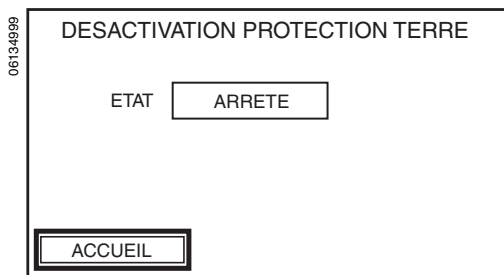 06134999
DESACTIVATION PROTECTION TERRE
ETAT ARRETE
ACCUEIL